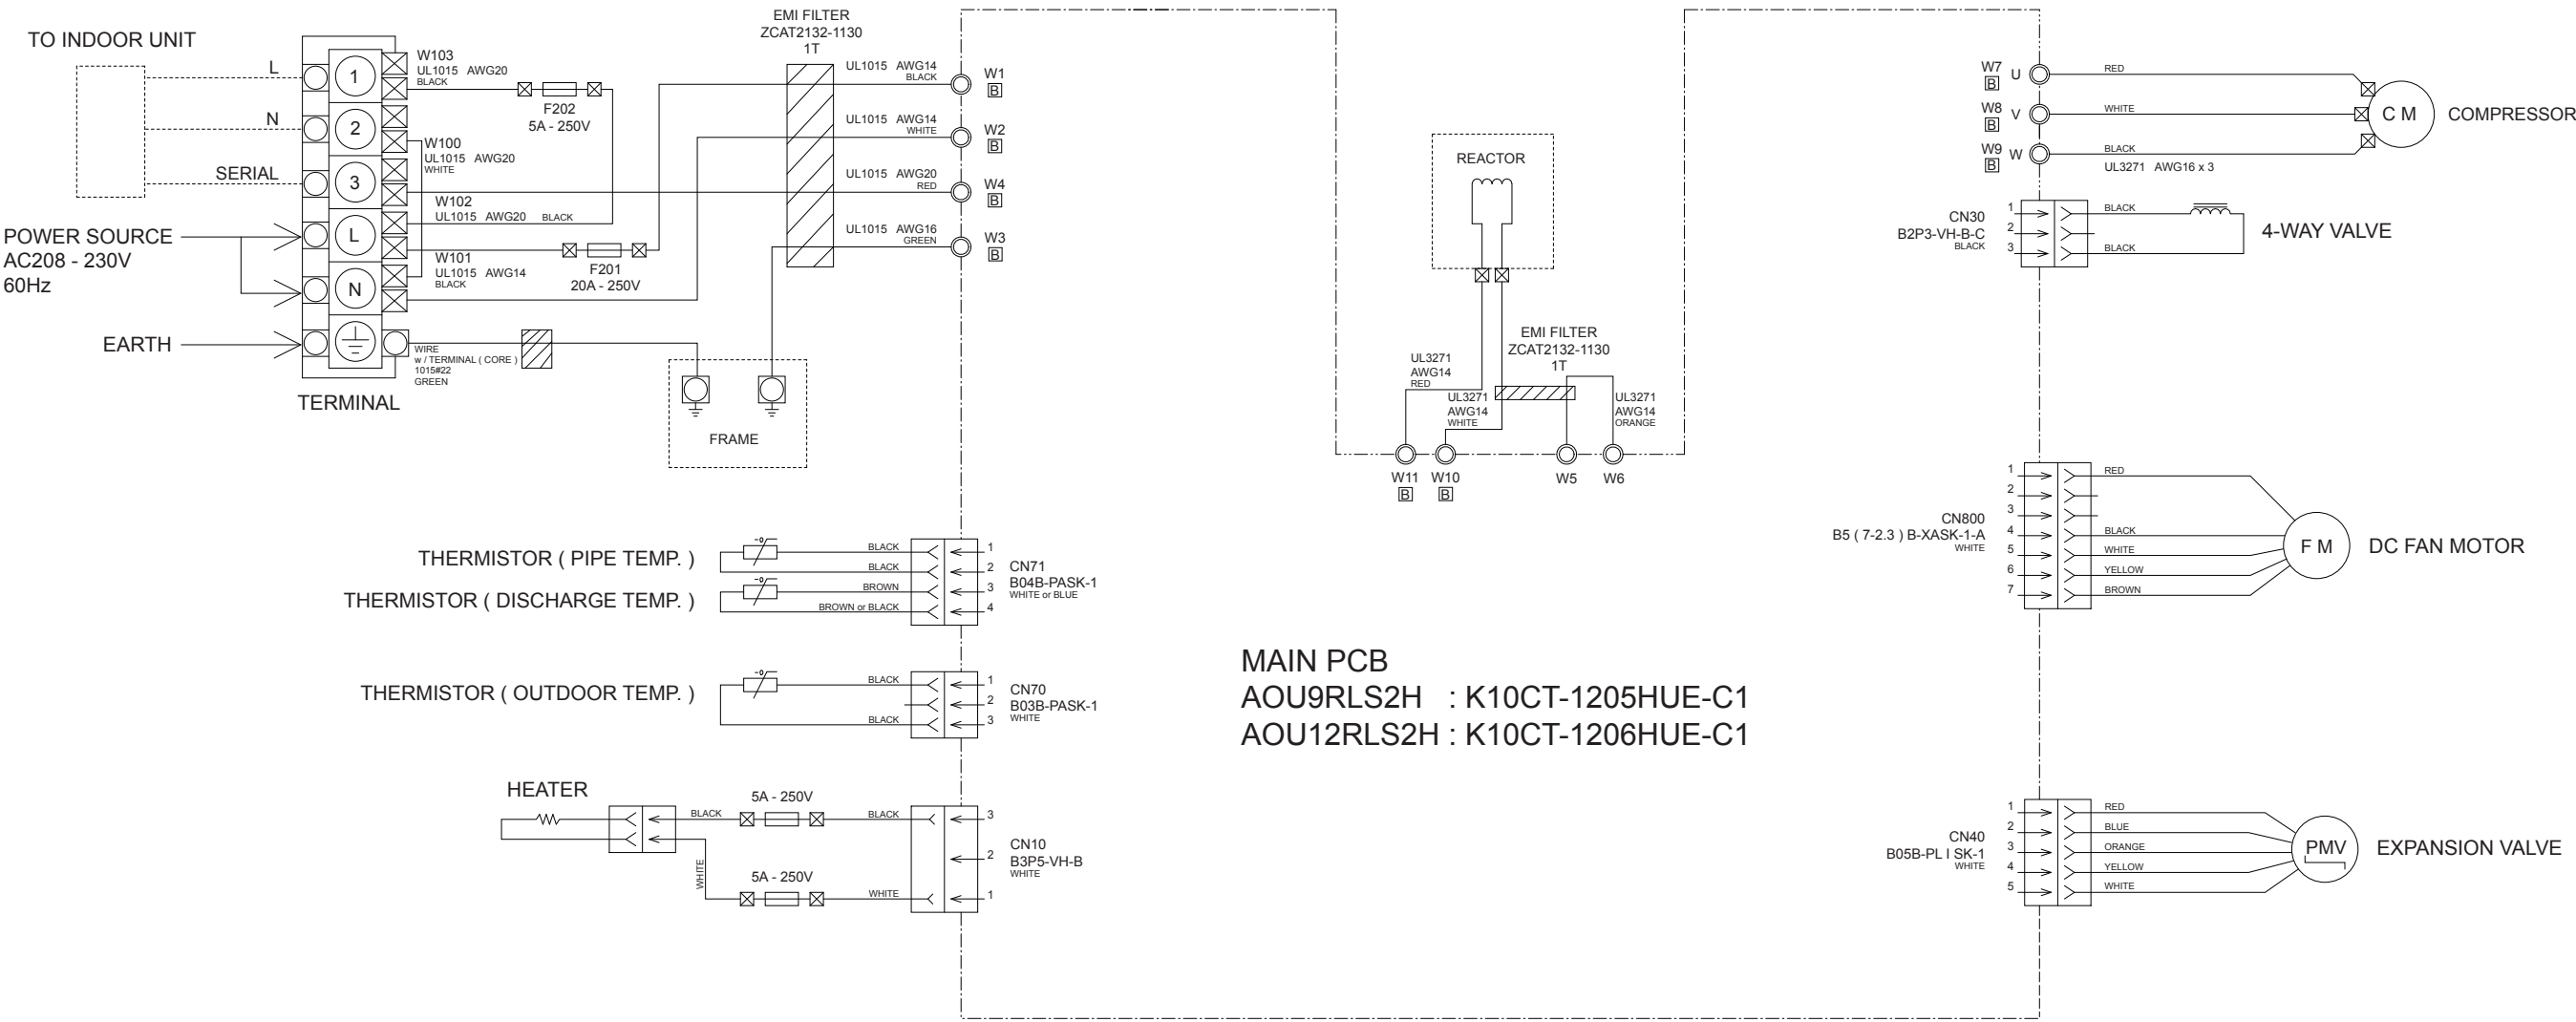 TO INDOOR UNIT
L
N
SERIAL
POWER SOURCE
AC208 - 230V
60Hz
EARTH
1
2
3
L
N
TERMINAL
W103
UL1015 AWG20
BLACK
F202
5A - 250V
W100
UL1015 AWG20
WHITE
W102
UL1015 AWG20 BLACK
W101
UL1015 AWG14
BLACK
F201
20A - 250V
WIRE
w / TERMINAL ( CORE )
1015#22
GREEN
FRAME
EMI FILTER
ZCAT2132-1130
1T
UL1015 AWG14
BLACK
W1
B
UL1015 AWG14
WHITE
W2
B
UL1015 AWG20
RED
W4
B
UL1015 AWG16
GREEN
W3
B
REACTOR
EMI FILTER
ZCAT2132-1130
1T
UL3271
AWG14
RED
UL3271
AWG14
WHITE
UL3271
AWG14
ORANGE
W11
B
W10
B
W5
W6
W7
B
U
RED
W8
B
V
WHITE
W9
B
W
BLACK
UL3271 AWG16 x 3
C M
COMPRESSOR
CN30
B2P3-VH-B-C
BLACK
1
2
3
BLACK
BLACK
4-WAY VALVE
CN800
B5 ( 7-2.3 ) B-XASK-1-A
WHITE
1
2
3
4
5
6
7
RED
BLACK
WHITE
YELLOW
BROWN
F M
DC FAN MOTOR
THERMISTOR ( PIPE TEMP. )
THERMISTOR ( DISCHARGE TEMP. )
-θ
-θ
BLACK
BLACK
BROWN
BROWN or BLACK
1
2
3
4
CN71
B04B-PASK-1
WHITE or BLUE
THERMISTOR ( OUTDOOR TEMP. )
-θ
BLACK
BLACK
1
2
3
CN70
B03B-PASK-1
WHITE
MAIN PCB
AOU9RLS2H : K10CT-1205HUE-C1
AOU12RLS2H : K10CT-1206HUE-C1
HEATER
BLACK
5A - 250V
BLACK
WHITE
5A - 250V
WHITE
3
2
1
CN10
B3P5-VH-B
WHITE
CN40
B05B-PL I SK-1
WHITE
1
2
3
4
5
RED
BLUE
ORANGE
YELLOW
WHITE
PMV
EXPANSION VALVE